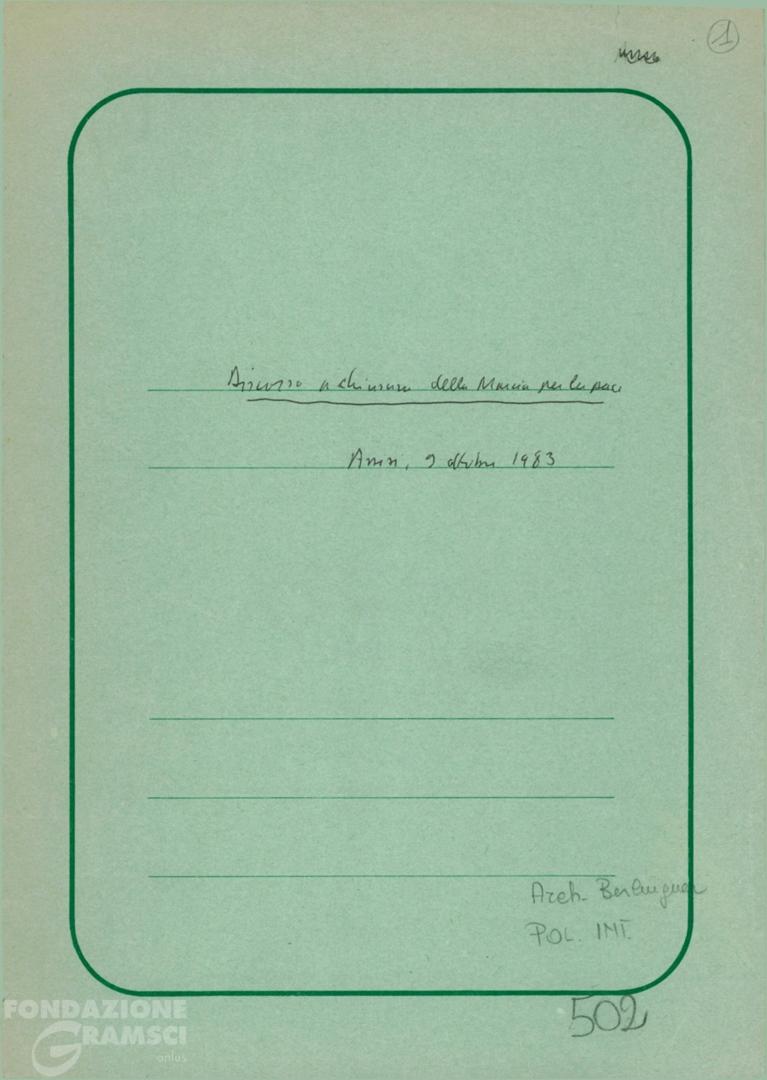 1
Discorso a chiusura della Marcia per la pace
Assisi, 9 ottobre 1983
Arch. Berlinguer
POL. INT.
502
FONDAZIONE
GRAMSCI
onlus